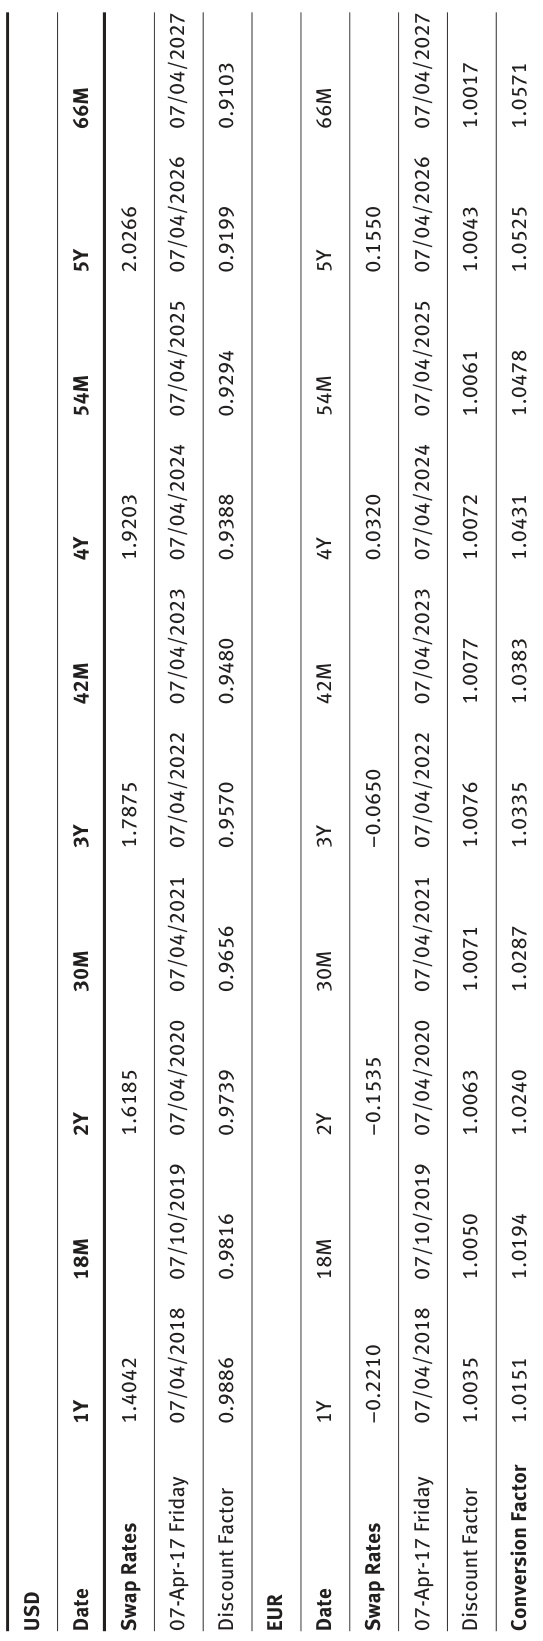 USD
Date 1Y 18M 2Y 30M 3Y 42M 4Y 54M 5Y 66M
Swap Rates 1.4042 1.6185 1.7875 1.9203 2.0266
07-Apr-17 Friday 07/04/2018 07/10/2019 07/04/2020 07/04/2021 07/04/2022 07/04/2023 07/04/2024 07/04/2025 07/04/2026 07/04/2027
Discount Factor 0.9886 0.9816 0.9739 0.9656 0.9570 0.9480 0.9388 0.9294 0.9199 0.9103
EUR
Date 1Y 18M 2Y 30M 3Y 42M 4Y 54M 5Y 66M
Swap Rates −0.2210 −0.1535 −0.0650 0.0320 0.1550
07-Apr-17 Friday 07/04/2018 07/10/2019 07/04/2020 07/04/2021 07/04/2022 07/04/2023 07/04/2024 07/04/2025 07/04/2026 07/04/2027
Discount Factor 1.0035 1.0050 1.0063 1.0071 1.0076 1.0077 1.0072 1.0061 1.0043 1.0017
Conversion Factor 1.0151 1.0194 1.0240 1.0287 1.0335 1.0383 1.0431 1.0478 1.0525 1.0571